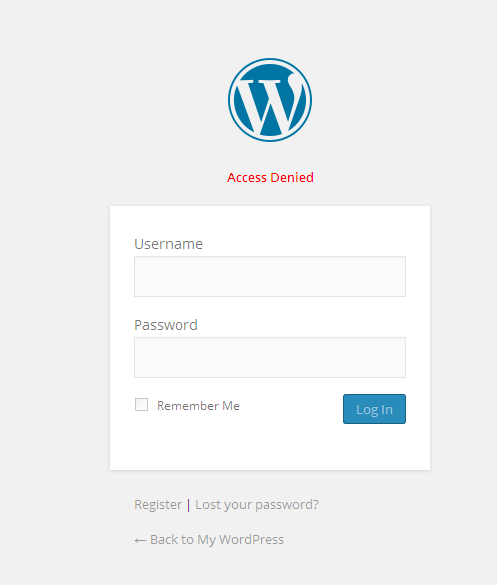 Access Denied
Username
Password
Remember Me
Log In
Register | Lost your password?
← Back to My WordPress